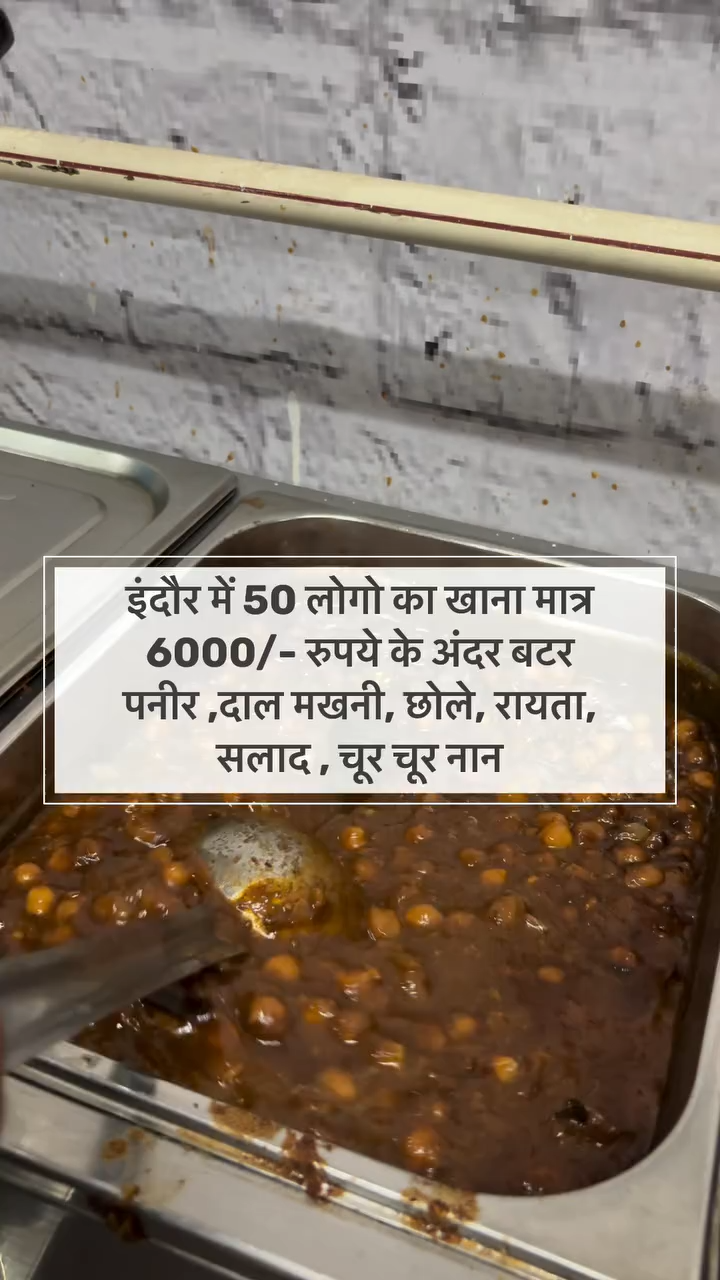 इंदौर में 50 लोगो का खाना मात्र
6000/- रुपये के अंदर बटर
पनीर ,दाल मखनी, छोले, रायता,
सलाद , चूर चूर नान